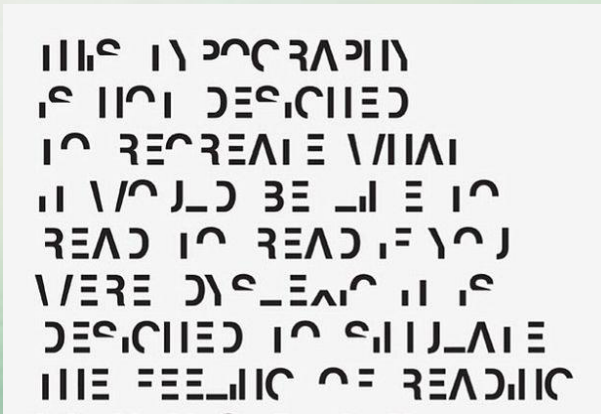 THIS TYPOGRAPHY
IS NOT DESIGNED
TO RECREATE WHAT
IT WOULD BE LIKE TO
READ TO READ IF YOU
WERE DYSLEXIC IT IS
DESIGNED TO SIMULATE
THE FEELING OF READING